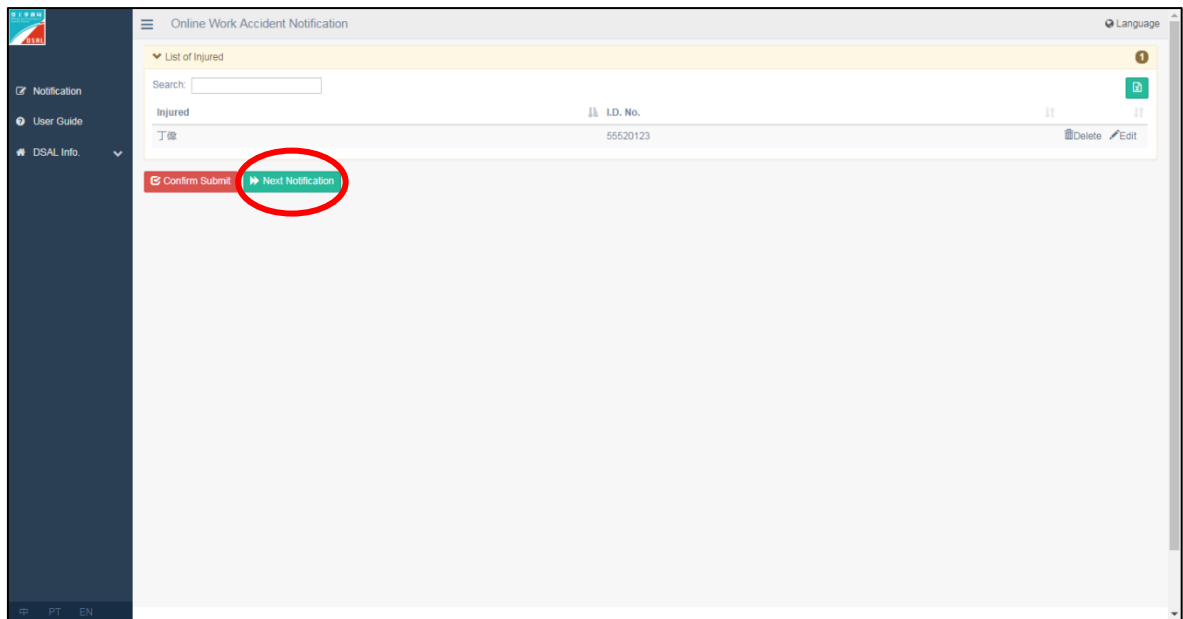 DSAL
Online Work Accident Notification
Language
List of Injured
1
Search:
Notification
Injured
I.D. No.
User Guide
丁偉
55520123
Delete
Edit
DSAL Info.
Confirm Submit
Next Notification
中 PT EN